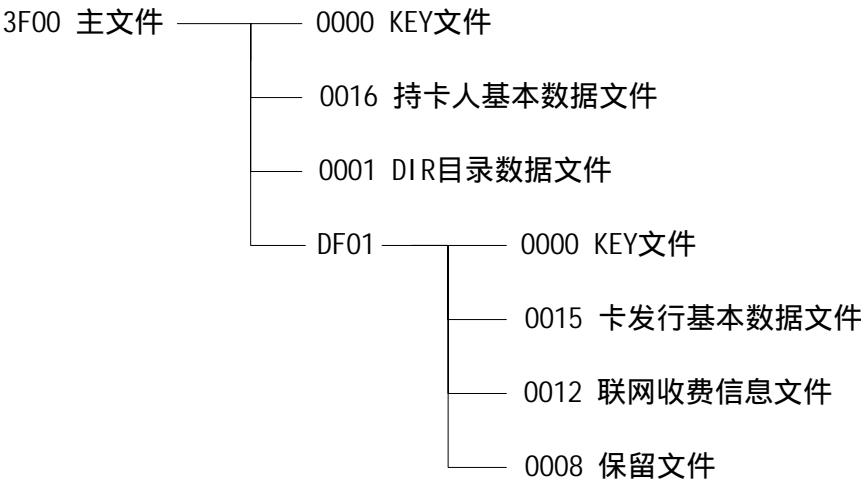 3F00 主文件 0000 KEY文件
0016 持卡人基本数据文件
0001 DIR目录数据文件
DF01 0000 KEY文件
0015 卡发行基本数据文件
0012 联网收费信息文件
0008 保留文件